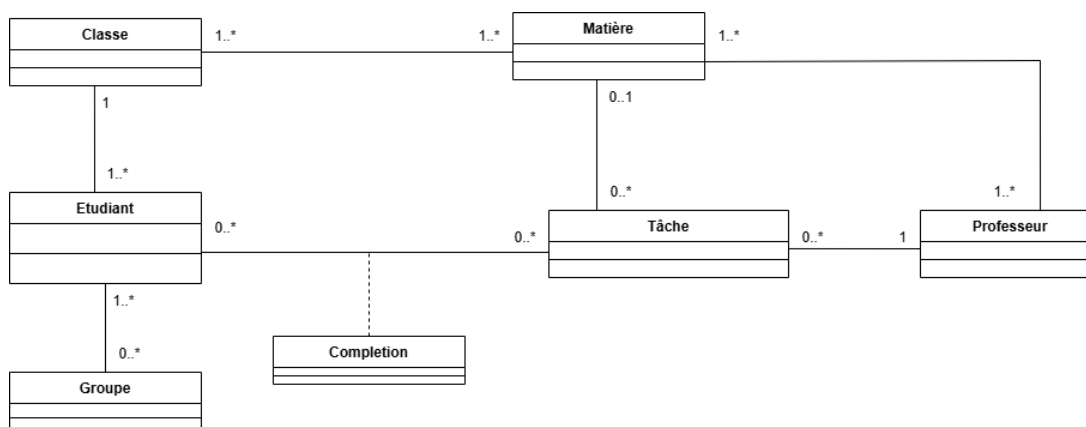 Classe
1..*
1..*
Matière
1..*
1
0..1
1..*
0..*
1..*
Etudiant
0..*
0..*
Tâche
0..*
1
Professeur
1..*
0..*
Completion
Groupe